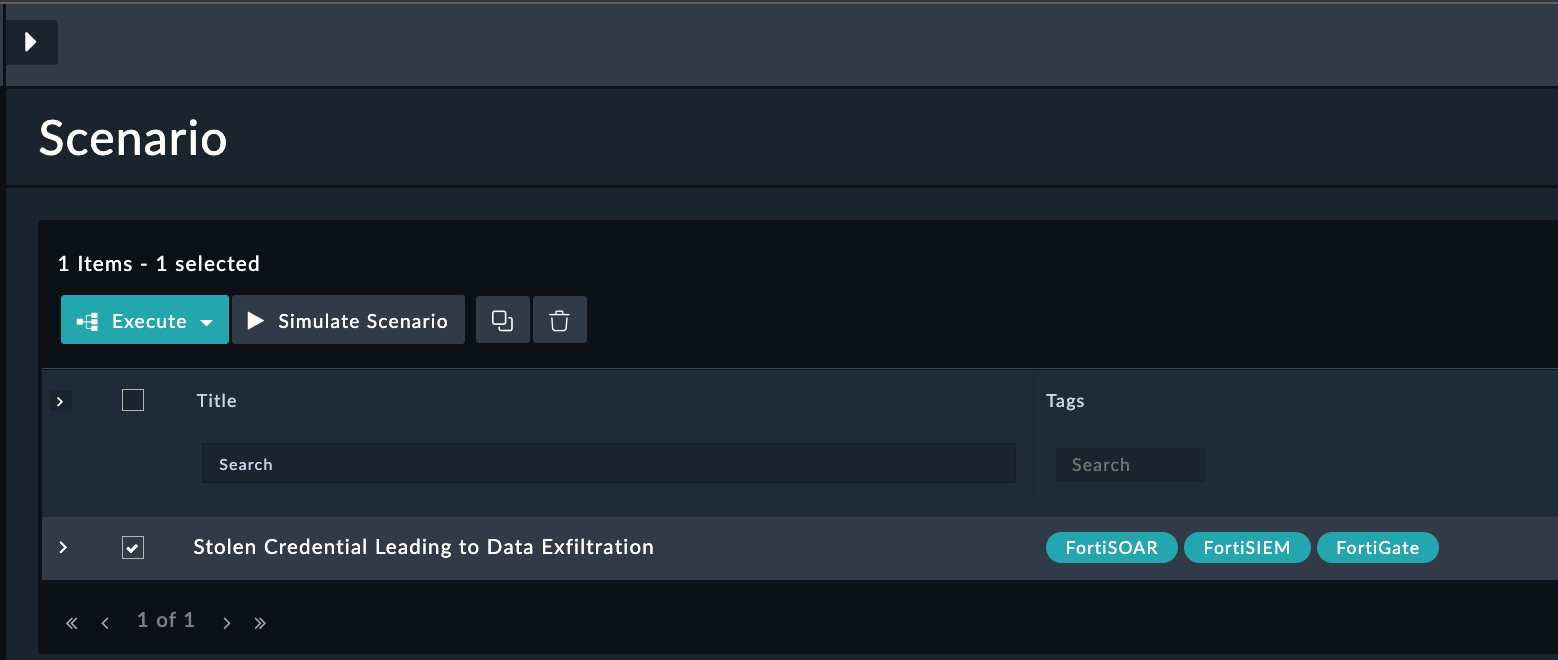 Scenario
1 Items - 1 selected
Execute
Simulate Scenario
Title
Tags
Search
Search
Stolen Credential Leading to Data Exfiltration
FortiSOAR
FortiSIEM
FortiGate
« ‹ 1 of 1 › »